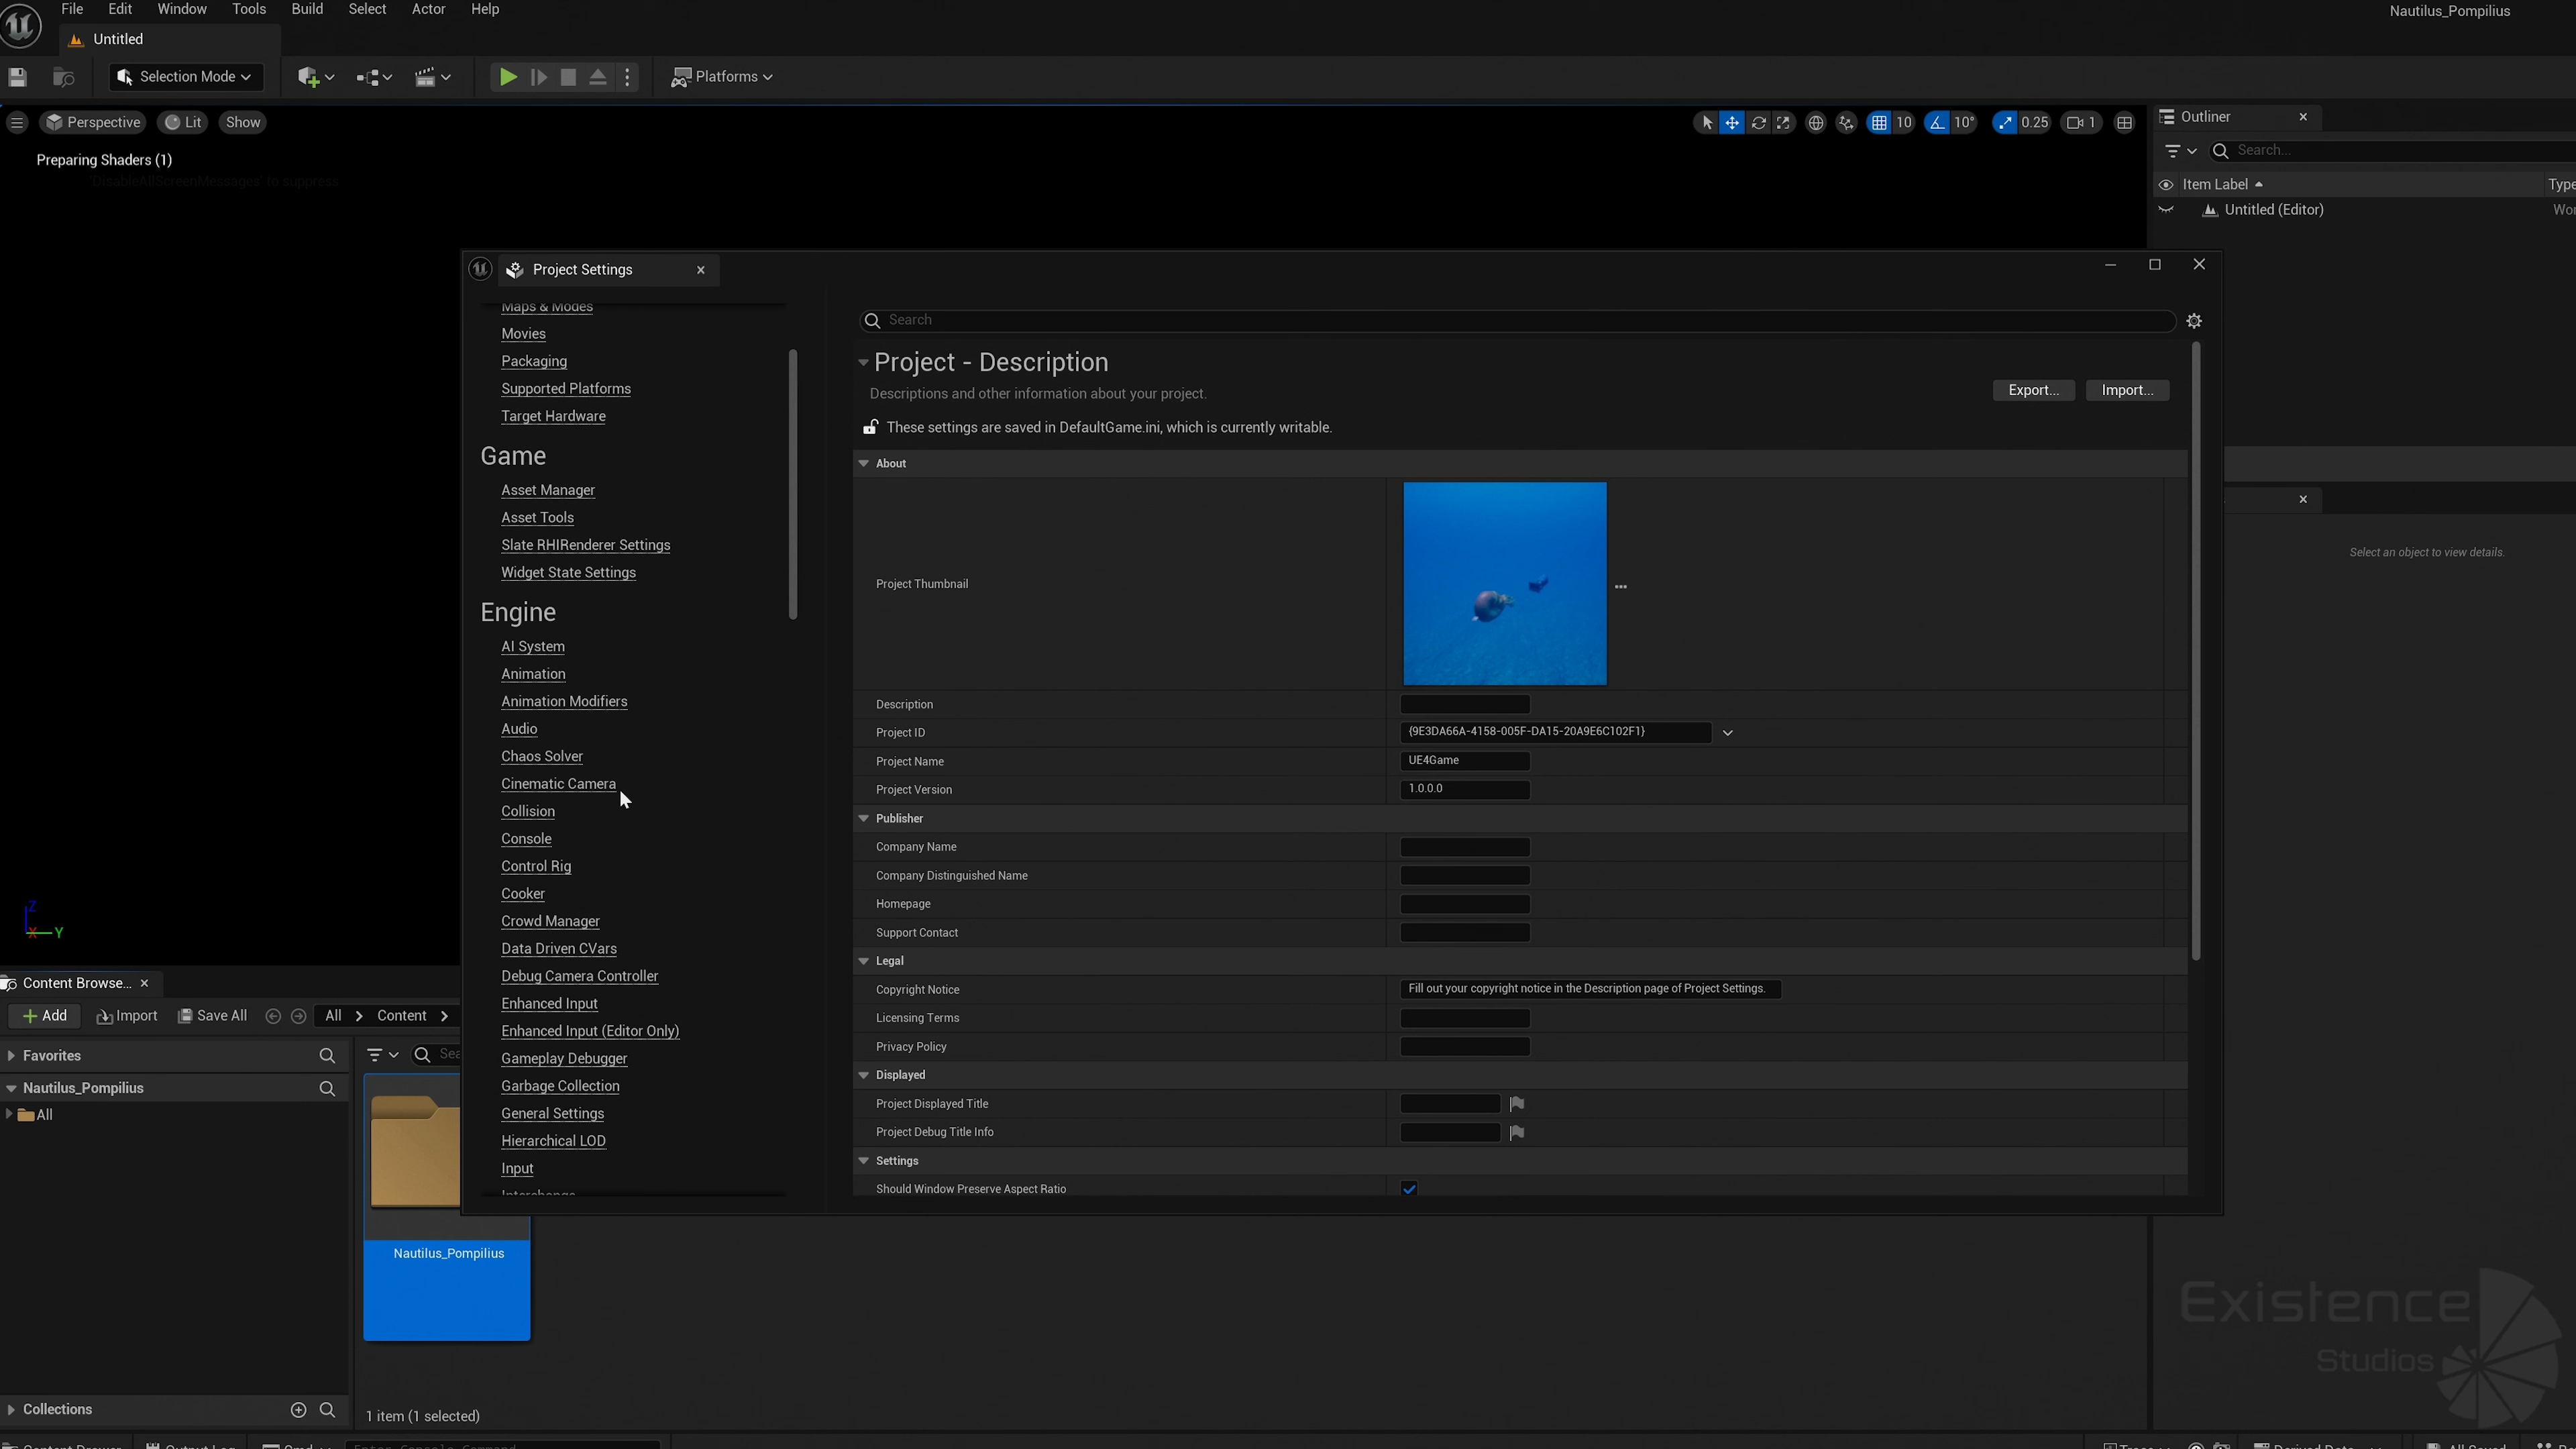 File Edit Window Tools Build Select Actor Help
Nautilus_Pompilius
Untitled
Selection Mode
Platforms
Perspective Lit Show
10 10° 0.25 1
Preparing Shaders (1)
'DisableAllScreenMessages' to suppress
Outliner
Search...
Item Label
Untitled (Editor)
Project Settings
Maps & Modes
Movies
Packaging
Supported Platforms
Target Hardware
Game
Asset Manager
Asset Tools
Slate RHIRenderer Settings
Widget State Settings
Engine
AI System
Animation
Animation Modifiers
Audio
Chaos Solver
Cinematic Camera
Collision
Console
Control Rig
Cooker
Crowd Manager
Data Driven CVars
Debug Camera Controller
Enhanced Input
Enhanced Input (Editor Only)
Gameplay Debugger
Garbage Collection
General Settings
Hierarchical LOD
Input
Search
Project - Description
Descriptions and other information about your project.
Export... Import...
These settings are saved in DefaultGame.ini, which is currently writable.
About
Project Thumbnail
Description
Project ID {9E3DA66A-4158-005F-DA15-20A9E6C102F1}
Project Name UE4Game
Project Version 1.0.0.0
Publisher
Company Name
Company Distinguished Name
Homepage
Support Contact
Legal
Copyright Notice Fill out your copyright notice in the Description page of Project Settings.
Licensing Terms
Privacy Policy
Displayed
Project Displayed Title
Project Debug Title Info
Settings
Should Window Preserve Aspect Ratio
Select an object to view details.
Content Browse...
Add Import Save All All Content
Favorites
Nautilus_Pompilius
All
Collections
Nautilus_Pompilius
1 item (1 selected)
Existence
Studios